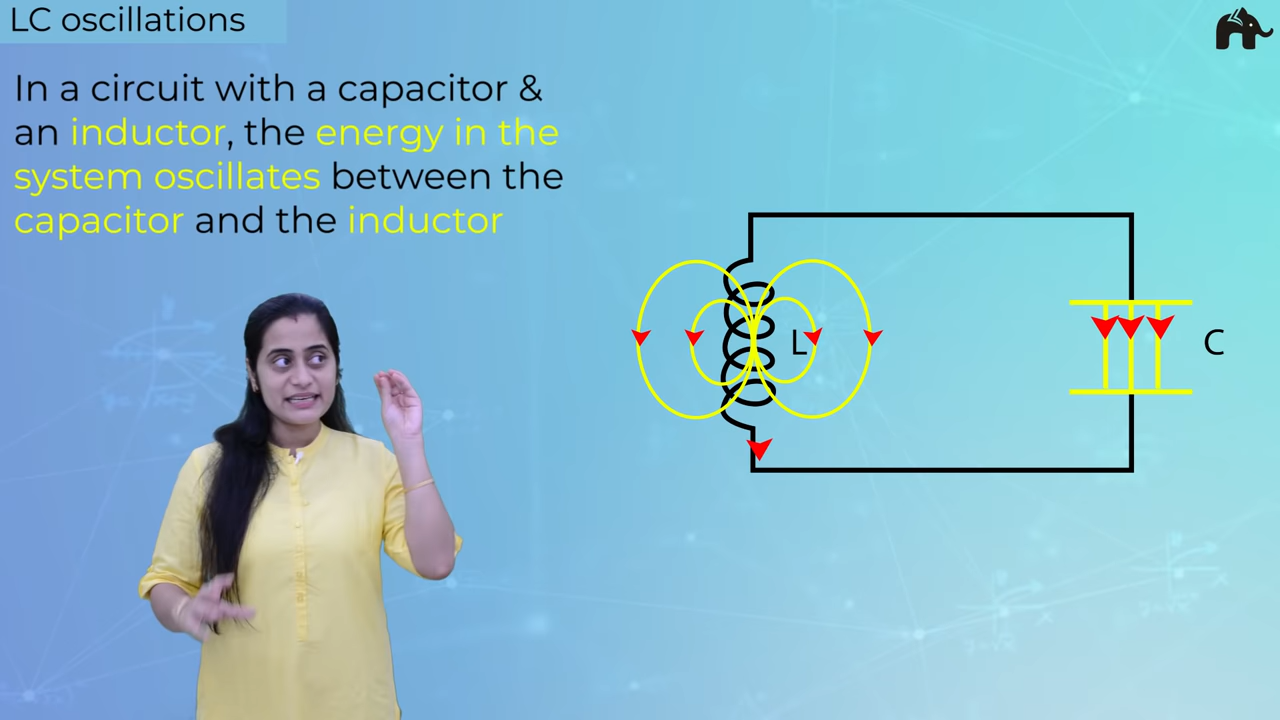 LC oscillations
In a circuit with a capacitor &
an inductor, the energy in the
system oscillates between the
capacitor and the inductor
L
C